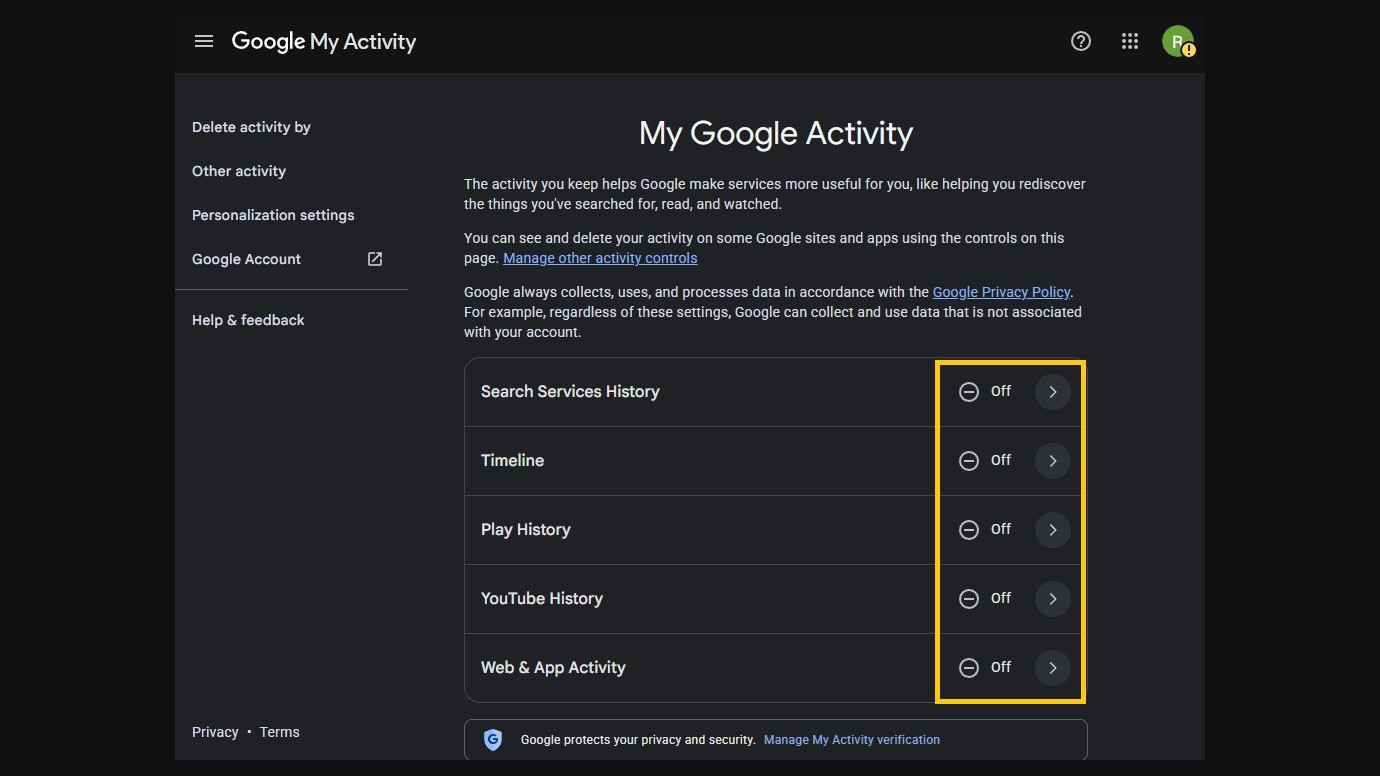 Google My Activity
R
Delete activity by
Other activity
Personalization settings
Google Account
Help & feedback
My Google Activity
The activity you keep helps Google make services more useful for you, like helping you rediscover
the things you've searched for, read, and watched.
You can see and delete your activity on some Google sites and apps using the controls on this
page. Manage other activity controls
Google always collects, uses, and processes data in accordance with the Google Privacy Policy.
For example, regardless of these settings, Google can collect and use data that is not associated
with your account.
Search Services History Off
Timeline Off
Play History Off
YouTube History Off
Web & App Activity Off
Privacy • Terms
G Google protects your privacy and security. Manage My Activity verification